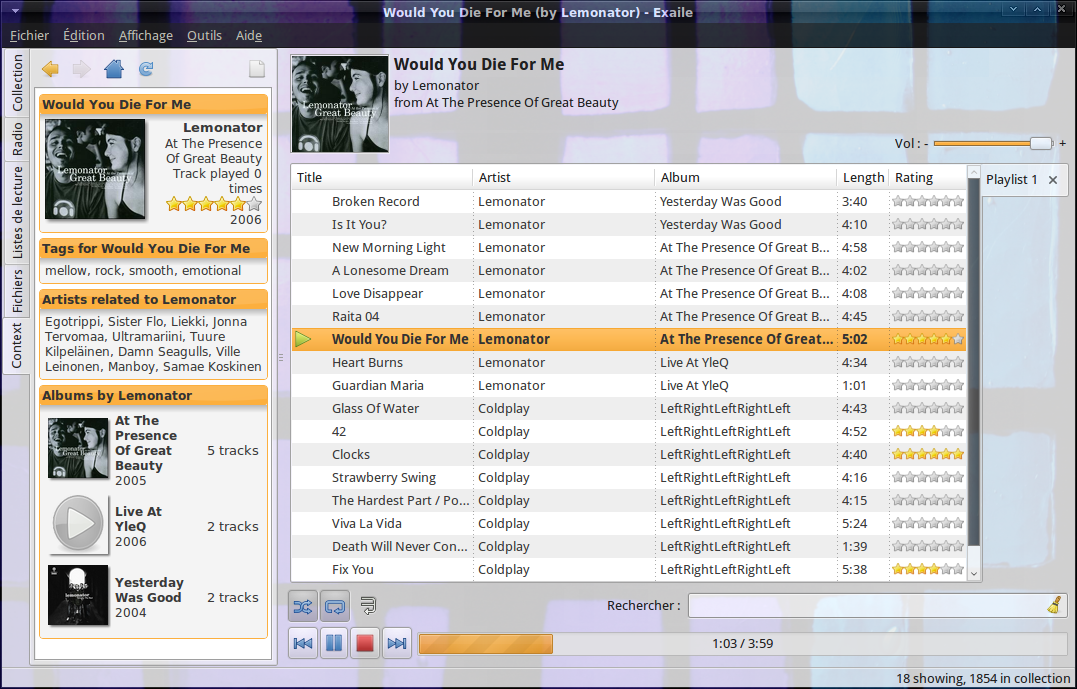 Would You Die For Me (by Lemonator) - Exaile
Fichier Édition Affichage Outils Aide
Collection
Radio
Listes de lecture
Fichiers
Context
Would You Die For Me
Lemonator
At The Presence
Of Great Beauty
Track played 0
times
2006
Tags for Would You Die For Me
mellow, rock, smooth, emotional
Artists related to Lemonator
Egotrippi, Sister Flo, Liekki, Jonna
Tervomaa, Ultramariini, Tuure
Kilpeläinen, Damn Seagulls, Ville
Leinonen, Manboy, Samae Koskinen
Albums by Lemonator
At The
Presence
Of Great
Beauty
2005
5 tracks
Live At
YleQ
2006
2 tracks
Yesterday
Was Good
2004
2 tracks
Lemonator
Great Beauty
Would You Die For Me
by Lemonator
from At The Presence Of Great Beauty
Vol : - +
Title Artist Album Length Rating
Broken Record Lemonator Yesterday Was Good 3:40
Is It You? Lemonator Yesterday Was Good 4:10
New Morning Light Lemonator At The Presence Of Great B... 4:58
A Lonesome Dream Lemonator At The Presence Of Great B... 4:02
Love Disappear Lemonator At The Presence Of Great B... 4:08
Raita 04 Lemonator At The Presence Of Great B... 4:45
Would You Die For Me Lemonator At The Presence Of Great... 5:02
Heart Burns Lemonator Live At YleQ 4:34
Guardian Maria Lemonator Live At YleQ 1:01
Glass Of Water Coldplay LeftRightLeftRightLeft 4:43
42 Coldplay LeftRightLeftRightLeft 4:52
Clocks Coldplay LeftRightLeftRightLeft 4:40
Strawberry Swing Coldplay LeftRightLeftRightLeft 4:16
The Hardest Part / Po... Coldplay LeftRightLeftRightLeft 4:15
Viva La Vida Coldplay LeftRightLeftRightLeft 5:24
Death Will Never Con... Coldplay LeftRightLeftRightLeft 1:39
Fix You Coldplay LeftRightLeftRightLeft 5:38
Playlist 1
Rechercher :
1:03 / 3:59
18 showing, 1854 in collection